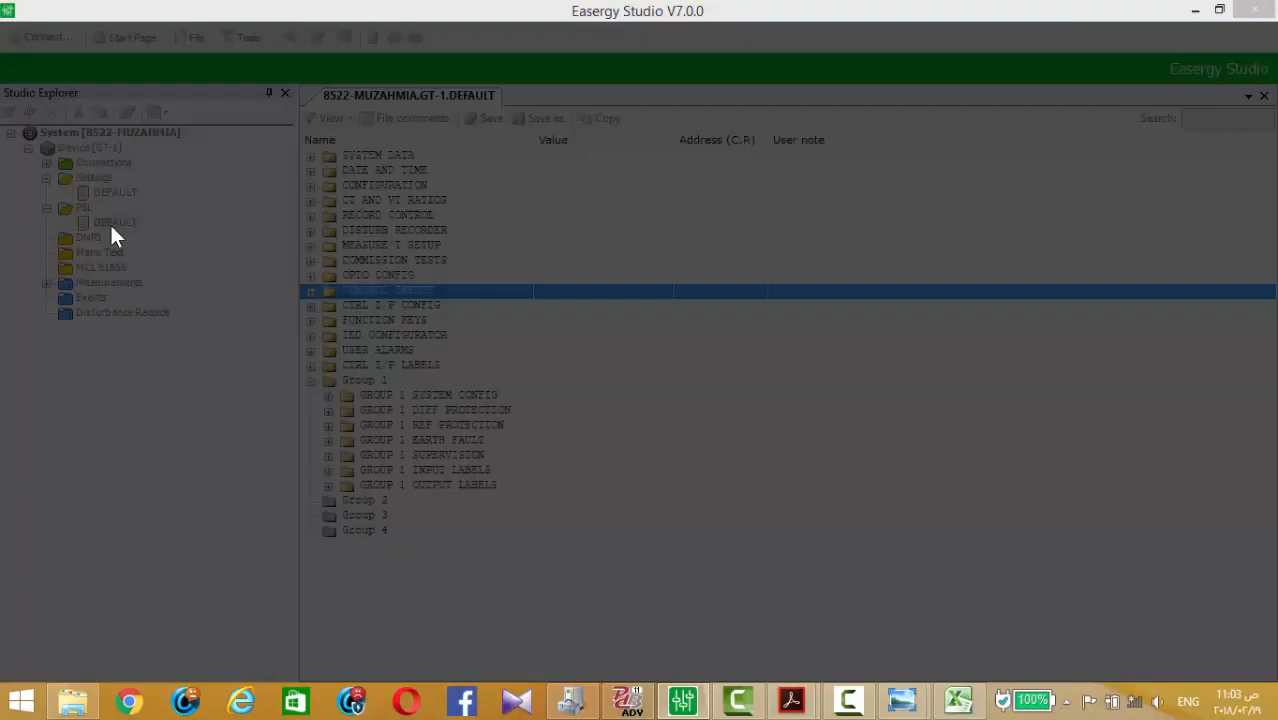 Easergy Studio V7.0.0
Connect... Start Page File Tools
Easergy Studio
Studio Explorer
8522-MUZAHMIA.GT-1.DEFAULT
View File comments Save Save as Copy Search:
System [8522-MUZAHMIA]
Device [GT-1]
Connections
Settings
DEFAULT
PSL
DEFAULT
DNP3
Menu Text
MCL 61850
Measurements
Events
Disturbance Records
Name Value Address (C.R) User note
SYSTEM DATA
DATE AND TIME
CONFIGURATION
CT AND VT RATIOS
RECORD CONTROL
DISTURB RECORDER
MEASURE'T SETUP
COMMISSION TESTS
OPTO CONFIG
CONTROL INPUTS
CTRL I/P CONFIG
FUNCTION KEYS
IED CONFIGURATOR
USER ALARMS
CTRL I/P LABELS
Group 1
GROUP 1 SYSTEM CONFIG
GROUP 1 DIFF PROTECTION
GROUP 1 REF PROTECTION
GROUP 1 EARTH FAULT
GROUP 1 SUPERVISION
GROUP 1 INPUT LABELS
GROUP 1 OUTPUT LABELS
Group 2
Group 3
Group 4
ADV
100%
ENG
11:03 ص
٢٠١٨/٠٢/١٩